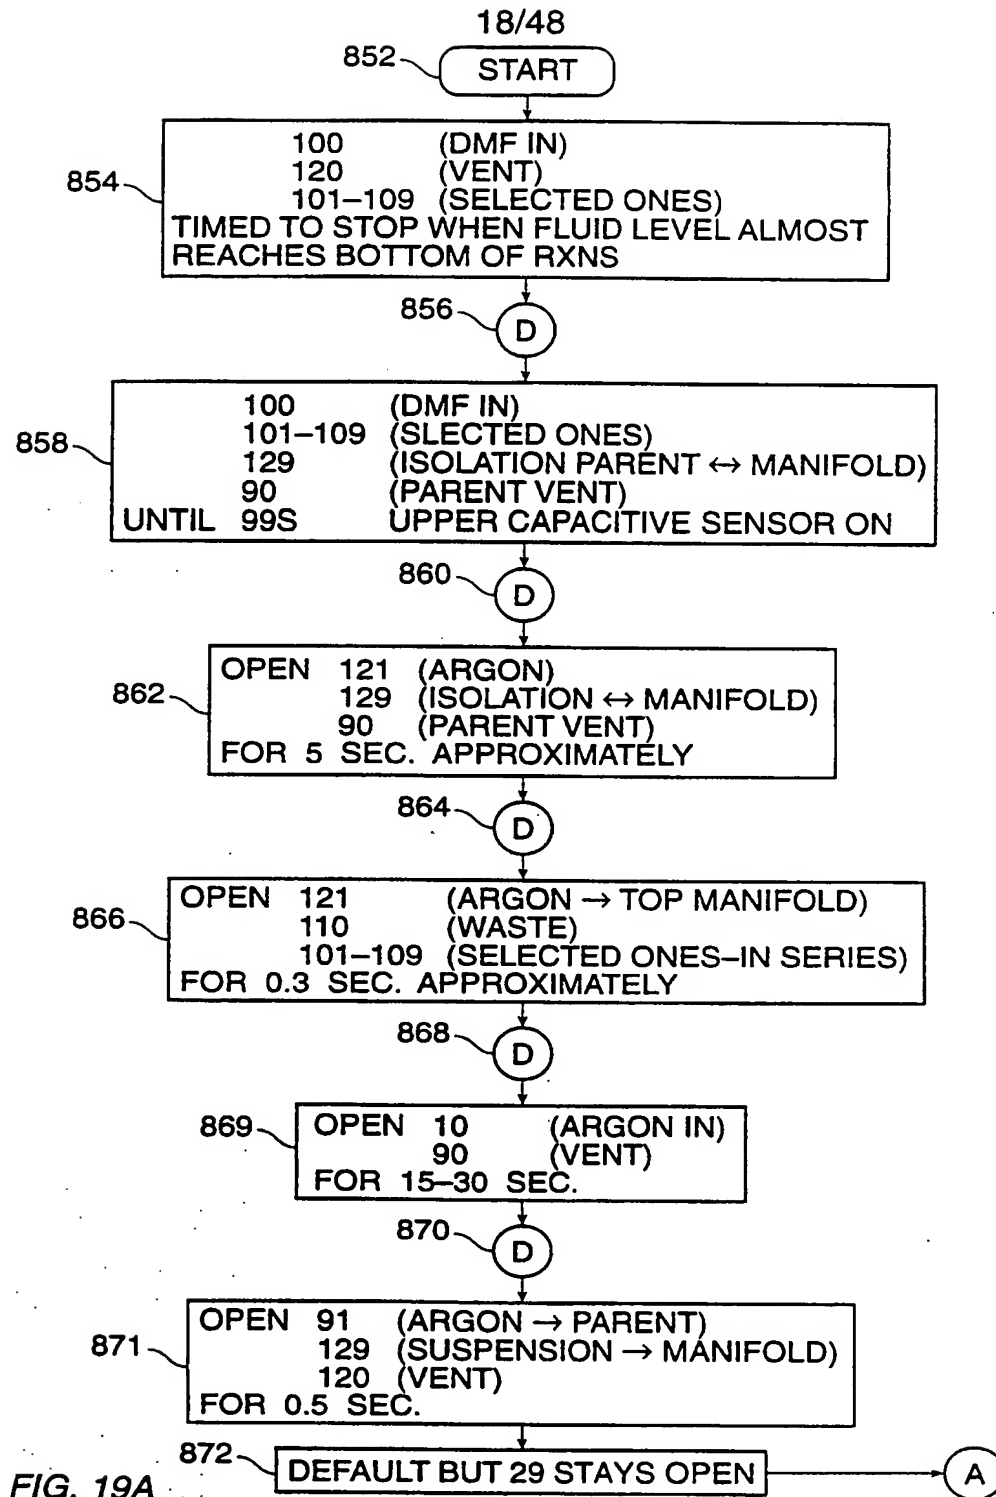 18/48
852
START
854
100 (DMF IN)
120 (VENT)
101–109 (SELECTED ONES)
TIMED TO STOP WHEN FLUID LEVEL ALMOST
REACHES BOTTOM OF RXNS
856
D
858
100 (DMF IN)
101–109 (SLECTED ONES)
129 (ISOLATION PARENT ↔ MANIFOLD)
90 (PARENT VENT)
UNTIL 99S UPPER CAPACITIVE SENSOR ON
860
D
862
OPEN 121 (ARGON)
129 (ISOLATION ↔ MANIFOLD)
90 (PARENT VENT)
FOR 5 SEC. APPROXIMATELY
864
D
866
OPEN 121 (ARGON → TOP MANIFOLD)
110 (WASTE)
101–109 (SELECTED ONES–IN SERIES)
FOR 0.3 SEC. APPROXIMATELY
868
D
869
OPEN 10 (ARGON IN)
90 (VENT)
FOR 15–30 SEC.
870
D
871
OPEN 91 (ARGON → PARENT)
129 (SUSPENSION → MANIFOLD)
120 (VENT)
FOR 0.5 SEC.
872
DEFAULT BUT 29 STAYS OPEN
A
FIG. 19A